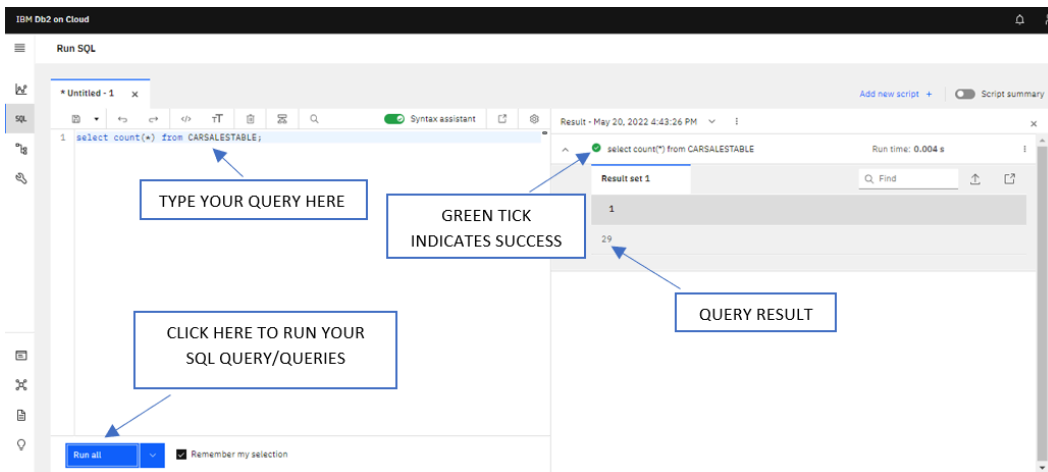 IBM Db2 on Cloud
Run SQL
* Untitled - 1 x
Add new script +
Script summary
SQL
Syntax assistant
Result - May 20, 2022 4:43:26 PM
1 select count(*) from CARSALESTABLE;
select count(*) from CARSALESTABLE
Run time: 0.004 s
Result set 1
Find
TYPE YOUR QUERY HERE
GREEN TICK
INDICATES SUCCESS
1
29
QUERY RESULT
CLICK HERE TO RUN YOUR
SQL QUERY/QUERIES
Run all
Remember my selection